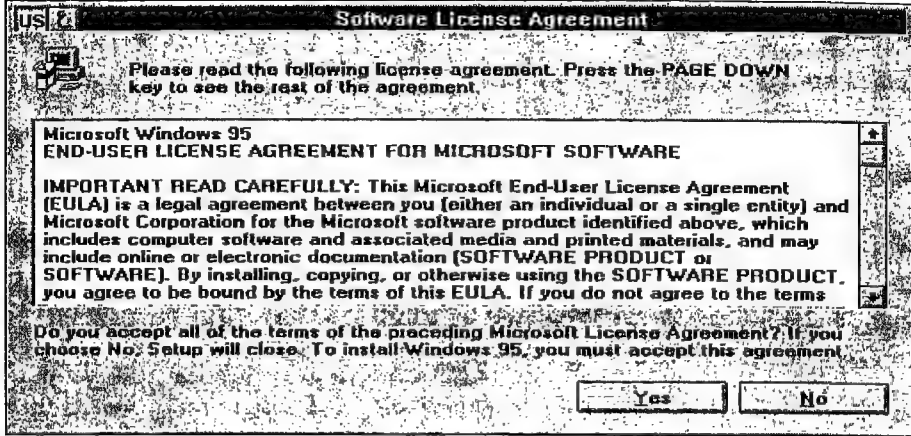 US
Software License Agreement
Please read the following license agreement. Press the PAGE DOWN
key to see the rest of the agreement.
Microsoft Windows 95
END-USER LICENSE AGREEMENT FOR MICROSOFT SOFTWARE
IMPORTANT READ CAREFULLY: This Microsoft End-User License Agreement
(EULA) is a legal agreement between you (either an individual or a single entity) and
Microsoft Corporation for the Microsoft software product identified above, which
includes computer software and associated media and printed materials, and may
include online or electronic documentation (SOFTWARE PRODUCT or
SOFTWARE). By installing, copying, or otherwise using the SOFTWARE PRODUCT,
you agree to be bound by the terms of this EULA. If you do not agree to the terms
Do you accept all of the terms of the preceding Microsoft License Agreement? If you
choose No, Setup will close. To install Windows 95, you must accept this agreement.
Yes No